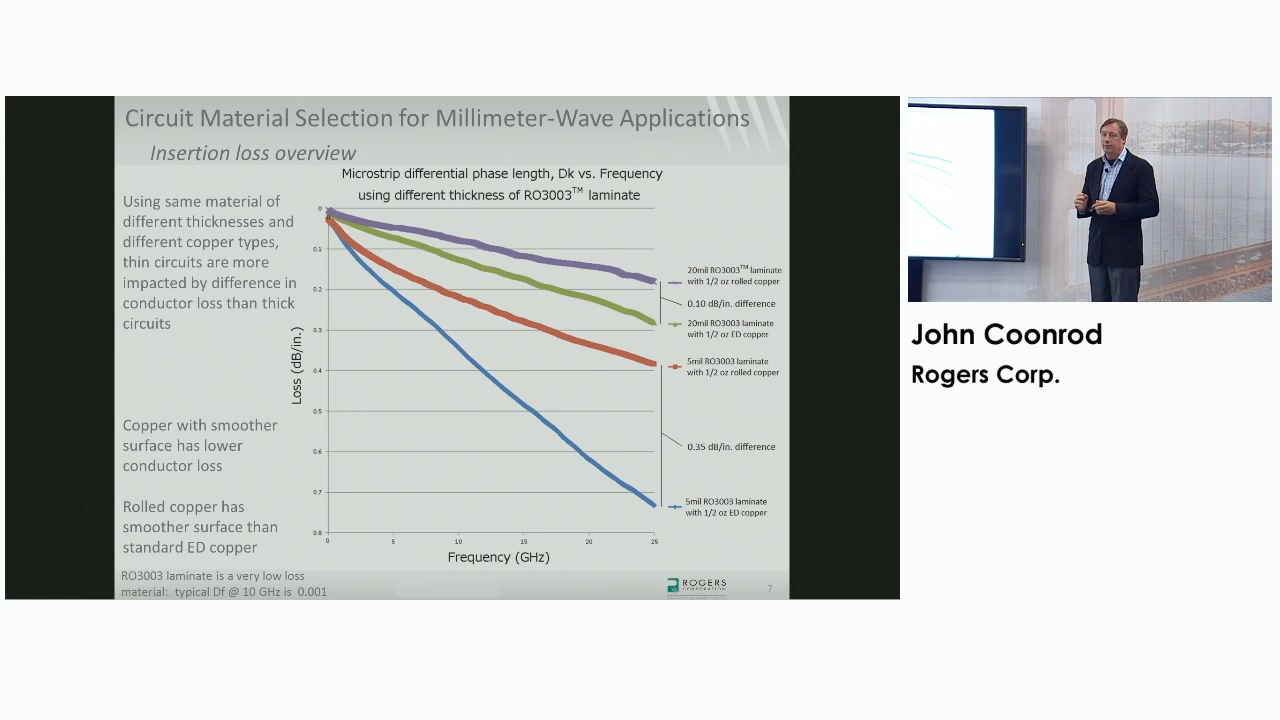 Circuit Material Selection for Millimeter-Wave Applications
Insertion loss overview
Microstrip differential phase length, Dk vs. Frequency
using different thickness of RO3003™ laminate
Using same material of
different thicknesses and
different copper types,
thin circuits are more
impacted by difference in
conductor loss than thick
circuits
Copper with smoother
surface has lower
conductor loss
Rolled copper has
smoother surface than
standard ED copper
RO3003 laminate is a very low loss
material: typical Df @ 10 GHz is 0.001
Loss (dB/in.)
0
0.1
0.2
0.3
0.4
0.5
0.6
0.7
0.8
0 5 10 15 20 25
Frequency (GHz)
20mil RO3003™ laminate
with 1/2 oz rolled copper
0.10 dB/in. difference
20mil RO3003 laminate
with 1/2 oz ED copper
5mil RO3003 laminate
with 1/2 oz rolled copper
0.35 dB/in. difference
5mil RO3003 laminate
with 1/2 oz ED copper
ROGERS
CORPORATION
7
John Coonrod
Rogers Corp.